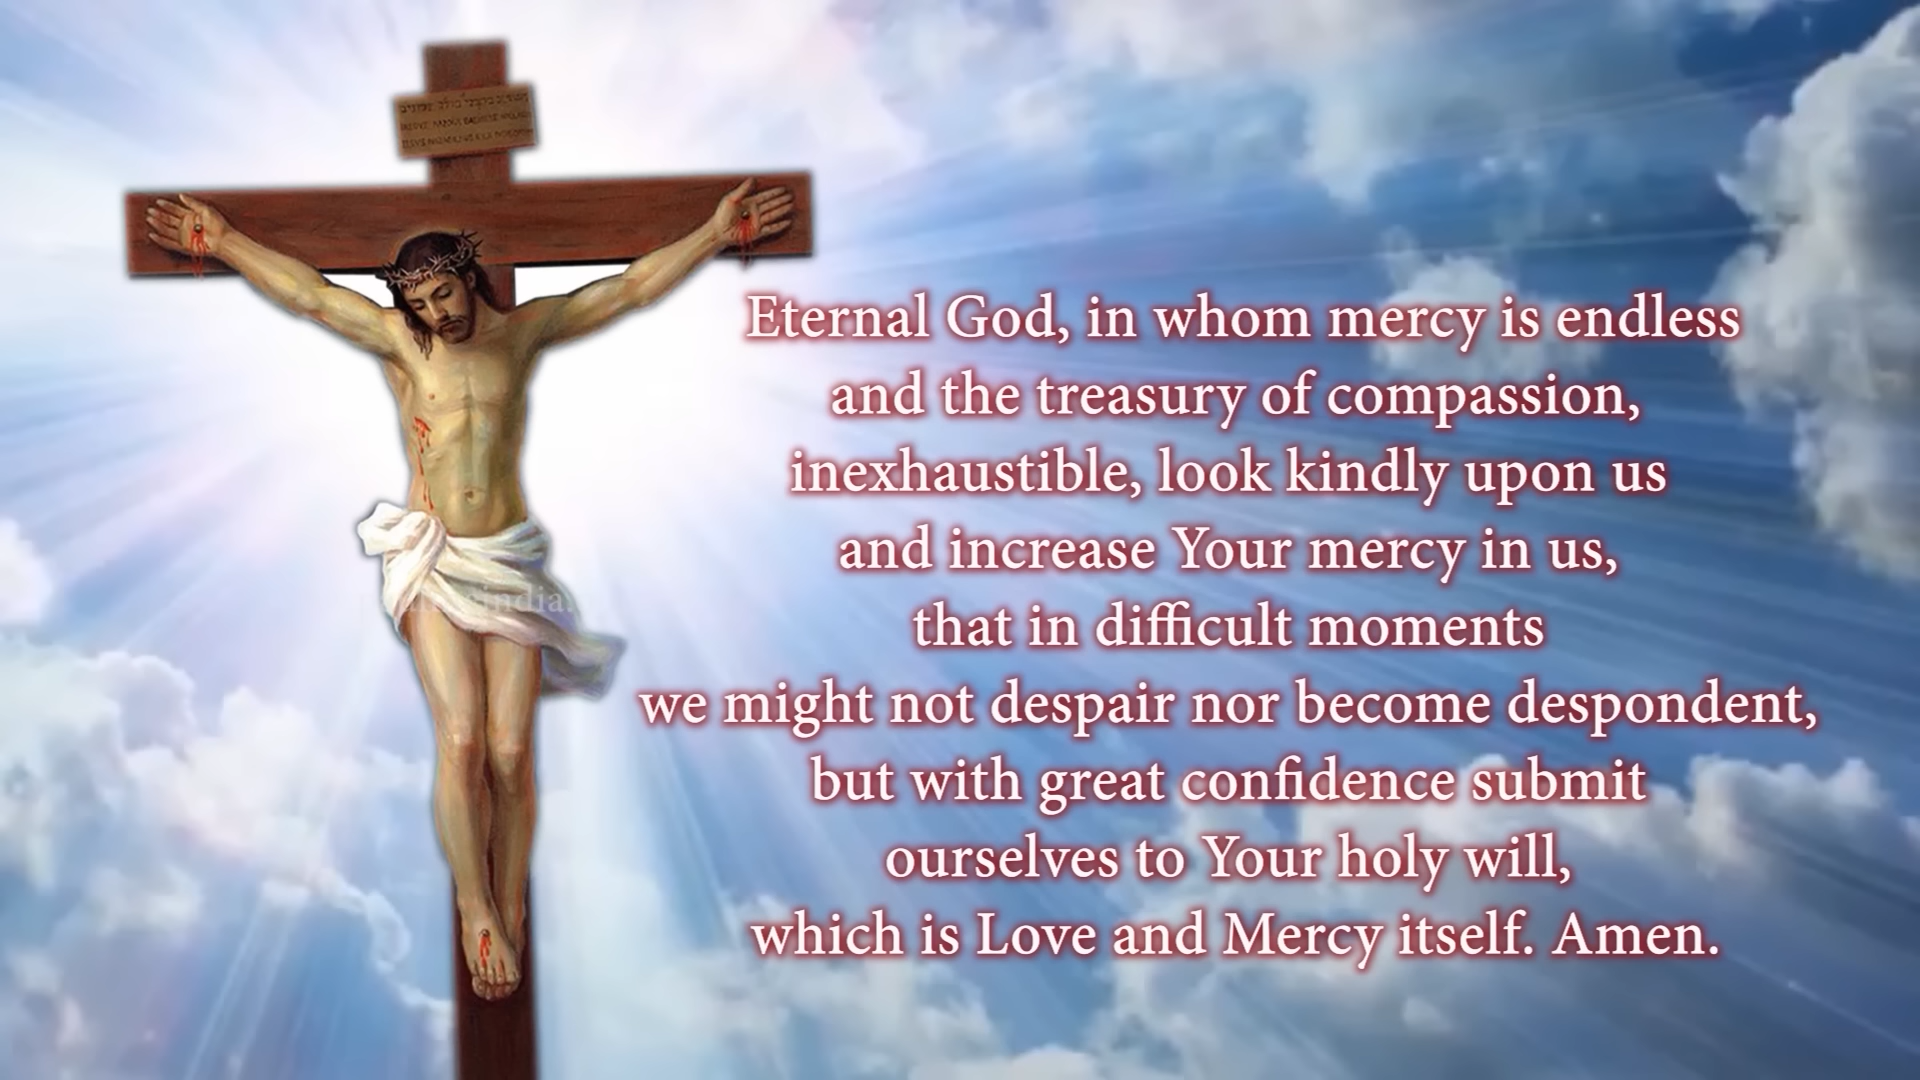 Eternal God, in whom mercy is endless
and the treasury of compassion,
inexhaustible, look kindly upon us
and increase Your mercy in us,
that in difficult moments
we might not despair nor become despondent,
but with great confidence submit
ourselves to Your holy will,
which is Love and Mercy itself. Amen.